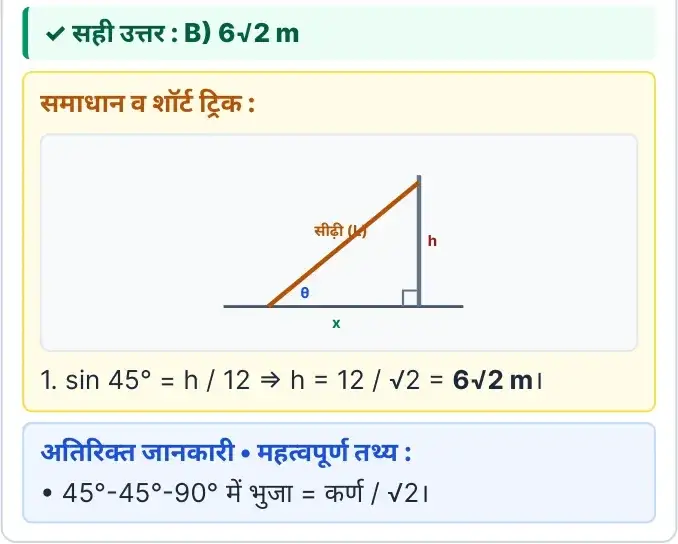 ✓ सही उत्तर : B) 6√2 m
समाधान व शॉर्ट ट्रिक :
सीढ़ी (L)
h
θ
x
1. sin 45° = h / 12 ⇒ h = 12 / √2 = 6√2 m।
अतिरिक्त जानकारी • महत्वपूर्ण तथ्य :
• 45°-45°-90° में भुजा = कर्ण / √2।